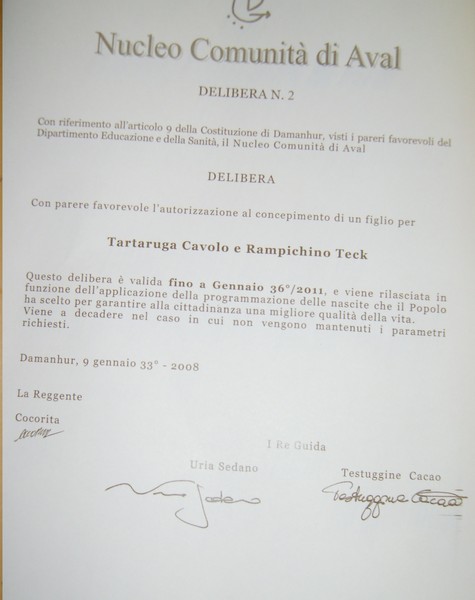 Nucleo Comunità di Aval
DELIBERA N. 2
Con riferimento all'articolo 9 della Costituzione di Damanhur, visti i pareri favorevoli del
Dipartimento Educazione e della Sanità, il Nucleo Comunità di Aval
DELIBERA
Con parere favorevole l'autorizzazione al concepimento di un figlio per
Tartaruga Cavolo e Rampichino Teck
Questo delibera è valida fino a Gennaio 36°/2011, e viene rilasciata in
funzione dell'applicazione della programmazione delle nascite che il Popolo
ha scelto per garantire alla cittadinanza una migliore qualità della vita.
Viene a decadere nel caso in cui non vengono mantenuti i parametri
richiesti.
Damanhur, 9 gennaio 33° - 2008
La Reggente
Cocorita
I Re Guida
Uria Sedano
Testuggine Cacao
Testuggine Cacao